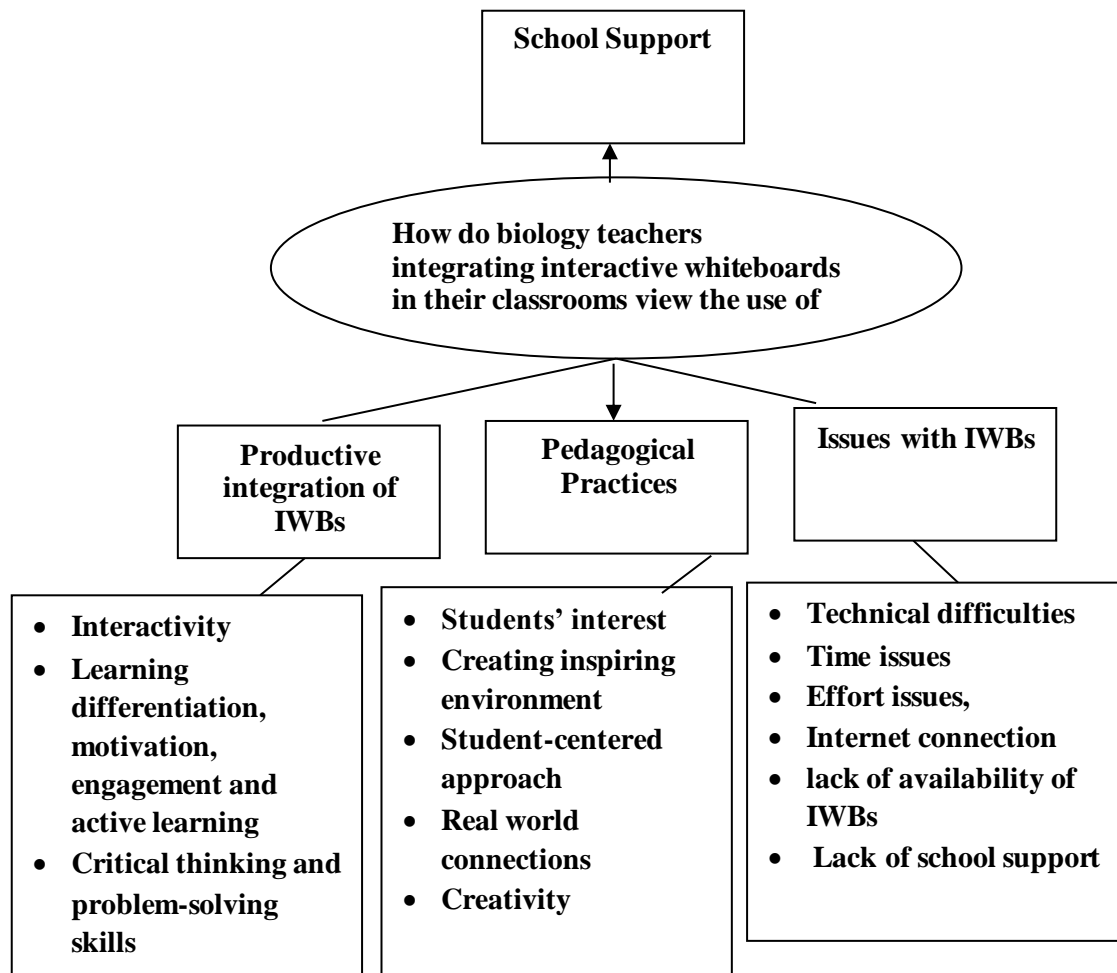 School Support
How do biology teachers
integrating interactive whiteboards
in their classrooms view the use of
Productive
integration of
IWBs
Pedagogical
Practices
Issues with IWBs
• Interactivity
• Learning
differentiation,
motivation,
engagement and
active learning
• Critical thinking and
problem-solving
skills
• Students’ interest
• Creating inspiring
environment
• Student-centered
approach
• Real world
connections
• Creativity
• Technical difficulties
• Time issues
• Effort issues,
• Internet connection
• lack of availability of
IWBs
• Lack of school support